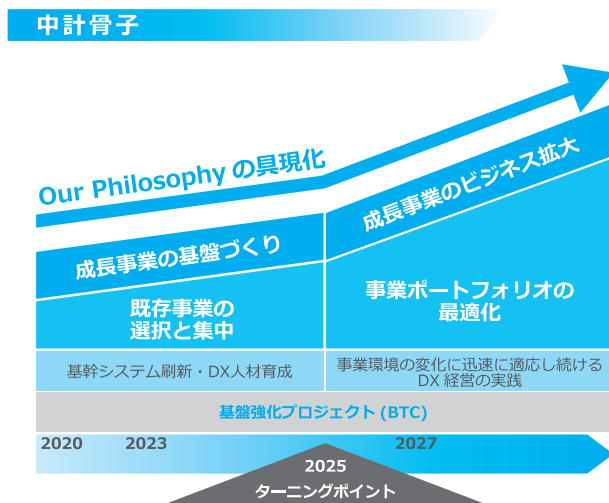 中計骨子
Our Philosophy の具現化
成長事業の基盤づくり
成長事業のビジネス拡大
既存事業の
選択と集中
事業ポートフォリオの
最適化
基幹システム刷新・DX人材育成
事業環境の変化に迅速に適応し続ける
DX 経営の実践
基盤強化プロジェクト (BTC)
2020 2023 2027
2025
ターニングポイント